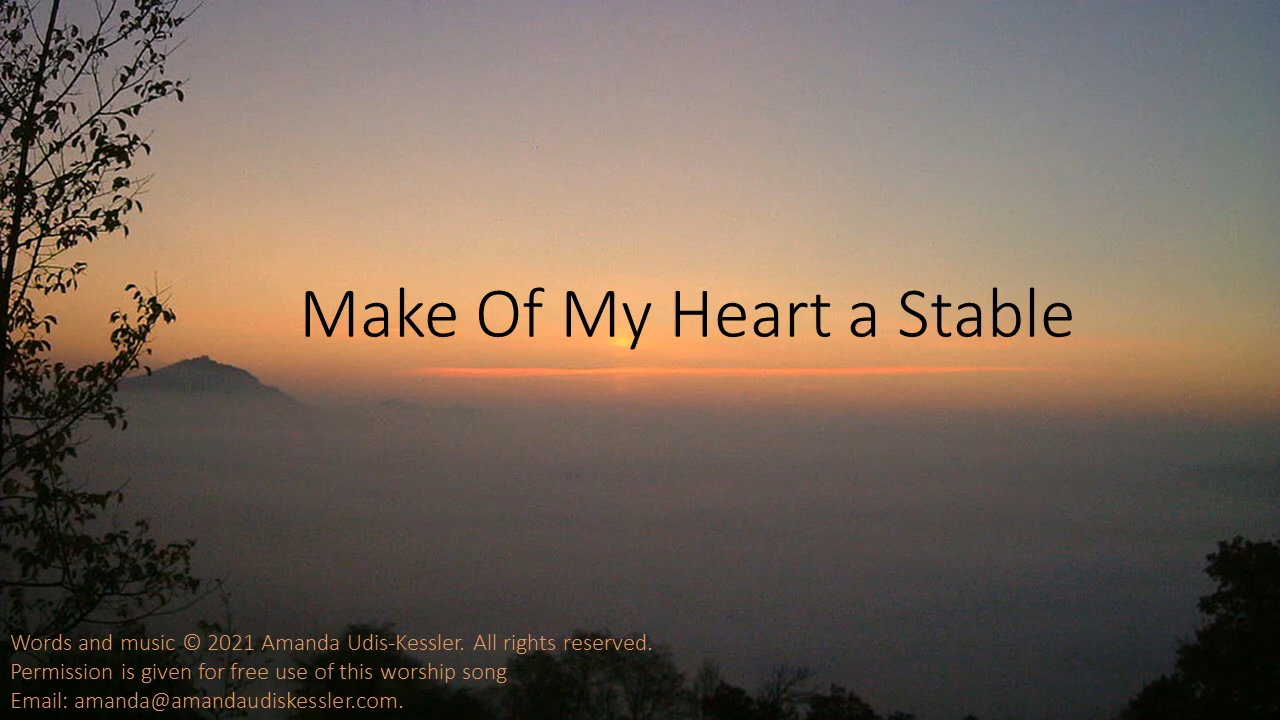 Make Of My Heart a Stable
Words and music © 2021 Amanda Udis-Kessler. All rights reserved.
Permission is given for free use of this worship song
Email: amanda@amandaudiskessler.com.